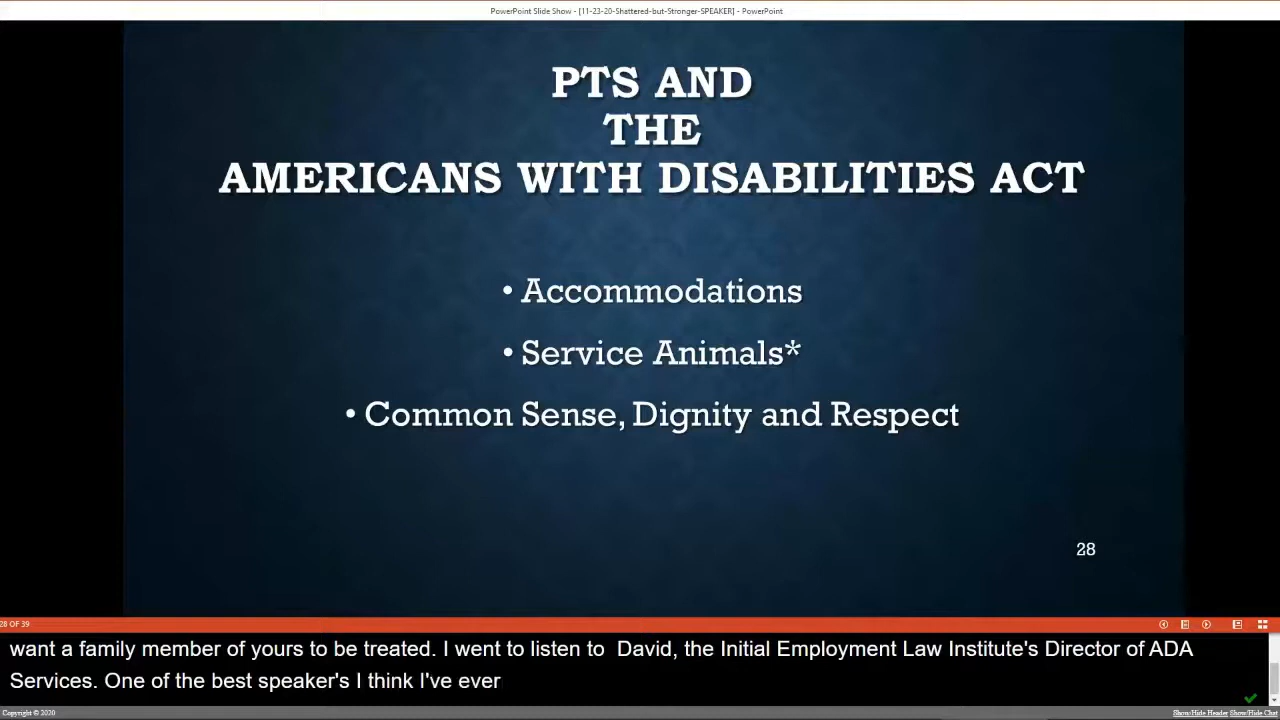 PowerPoint Slide Show - [11-23-20-Shattered-but-Stronger-SPEAKER] - PowerPoint
PTS AND
THE
AMERICANS WITH DISABILITIES ACT
• Accommodations
• Service Animals*
• Common Sense, Dignity and Respect
28
28 OF 39
want a family member of yours to be treated. I went to listen to  David, the Initial Employment Law Institute's Director of ADA
Services. One of the best speaker's I think I've ever
Copyright © 2020
Show/Hide Header Show/Hide Chat